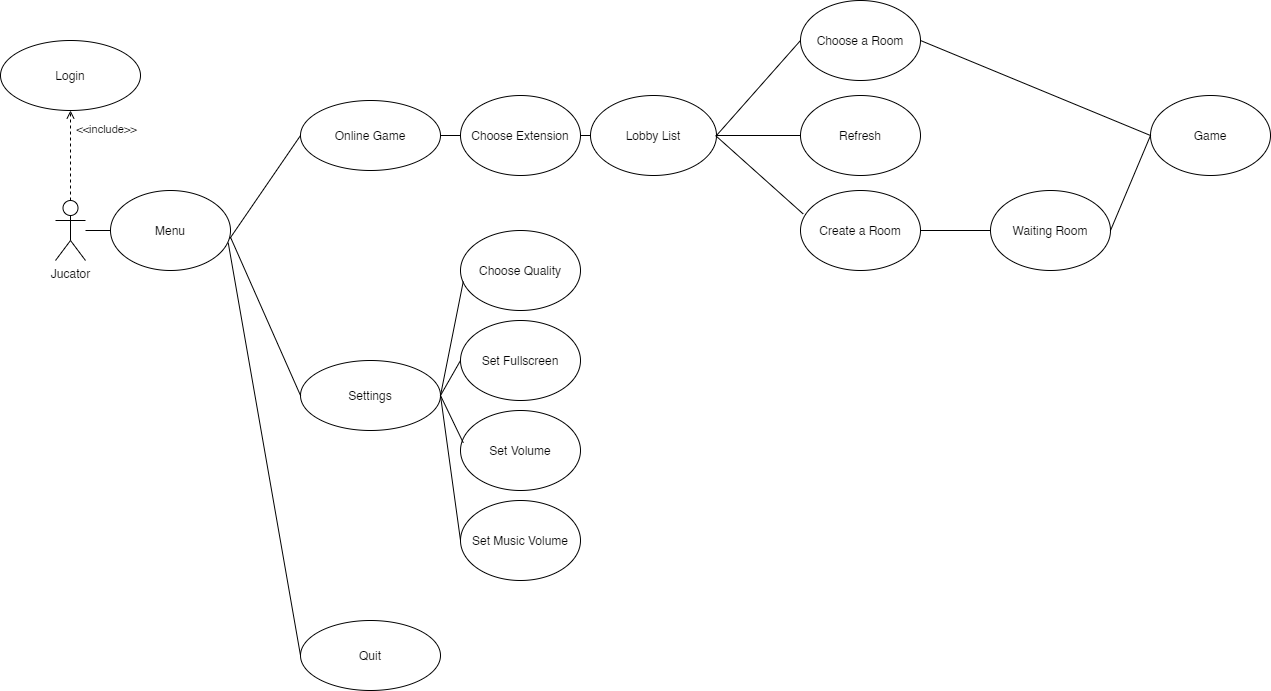 Choose a Room
Login
<<include>>
Online Game
Choose Extension
Lobby List
Refresh
Game
Menu
Create a Room
Waiting Room
Jucator
Choose Quality
Set Fullscreen
Settings
Set Volume
Set Music Volume
Quit